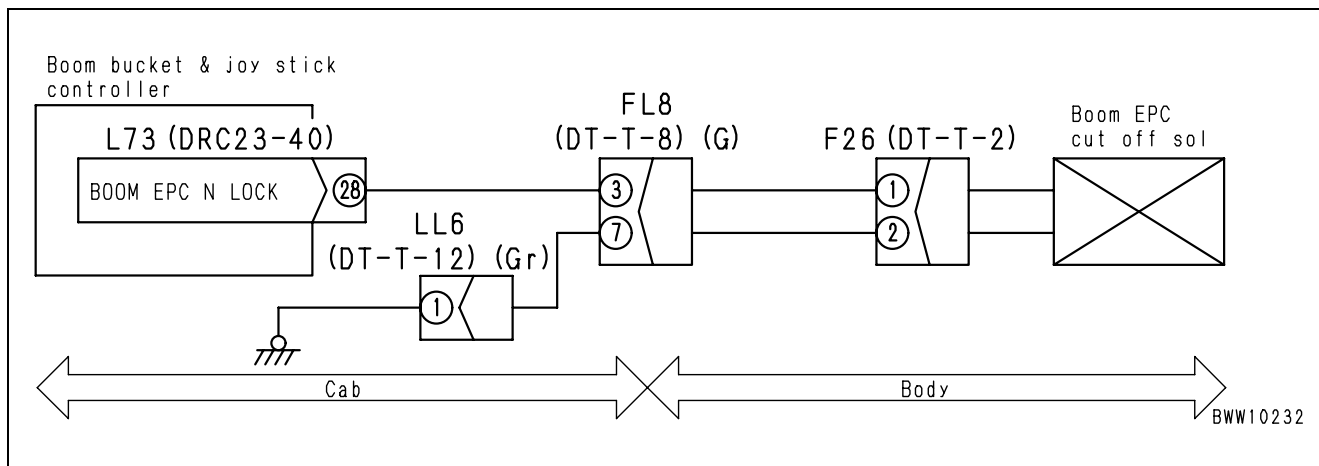 Boom bucket & joy stick
controller
L73 (DRC23-40)
BOOM EPC N LOCK
28
LL6
(DT-T-12) (Gr)
1
FL8
(DT-T-8) (G)
3
7
F26 (DT-T-2)
1
2
Boom EPC
cut off sol
Cab
Body
BWW10232